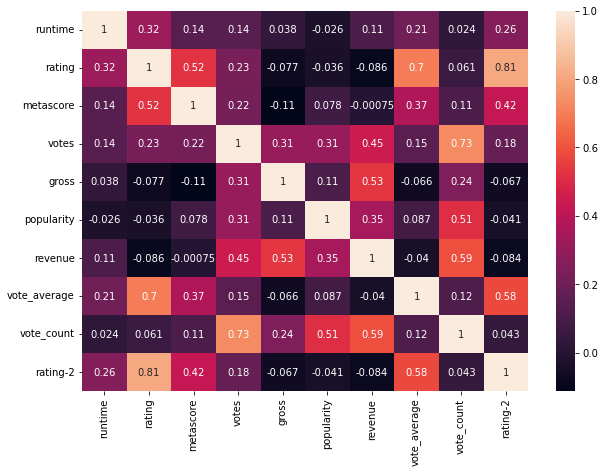 runtime 1 0.32 0.14 0.14 0.038 -0.026 0.11 0.21 0.024 0.26
rating 0.32 1 0.52 0.23 -0.077 -0.036 -0.086 0.7 0.061 0.81
metascore 0.14 0.52 1 0.22 -0.11 0.078 -0.00075 0.37 0.11 0.42
votes 0.14 0.23 0.22 1 0.31 0.31 0.45 0.15 0.73 0.18
gross 0.038 -0.077 -0.11 0.31 1 0.11 0.53 -0.066 0.24 -0.067
popularity -0.026 -0.036 0.078 0.31 0.11 1 0.35 0.087 0.51 -0.041
revenue 0.11 -0.086 -0.00075 0.45 0.53 0.35 1 -0.04 0.59 -0.084
vote_average 0.21 0.7 0.37 0.15 -0.066 0.087 -0.04 1 0.12 0.58
vote_count 0.024 0.061 0.11 0.73 0.24 0.51 0.59 0.12 1 0.043
rating-2 0.26 0.81 0.42 0.18 -0.067 -0.041 -0.084 0.58 0.043 1
runtime
rating
metascore
votes
gross
popularity
revenue
vote_average
vote_count
rating-2
1.0
0.8
0.6
0.4
0.2
0.0